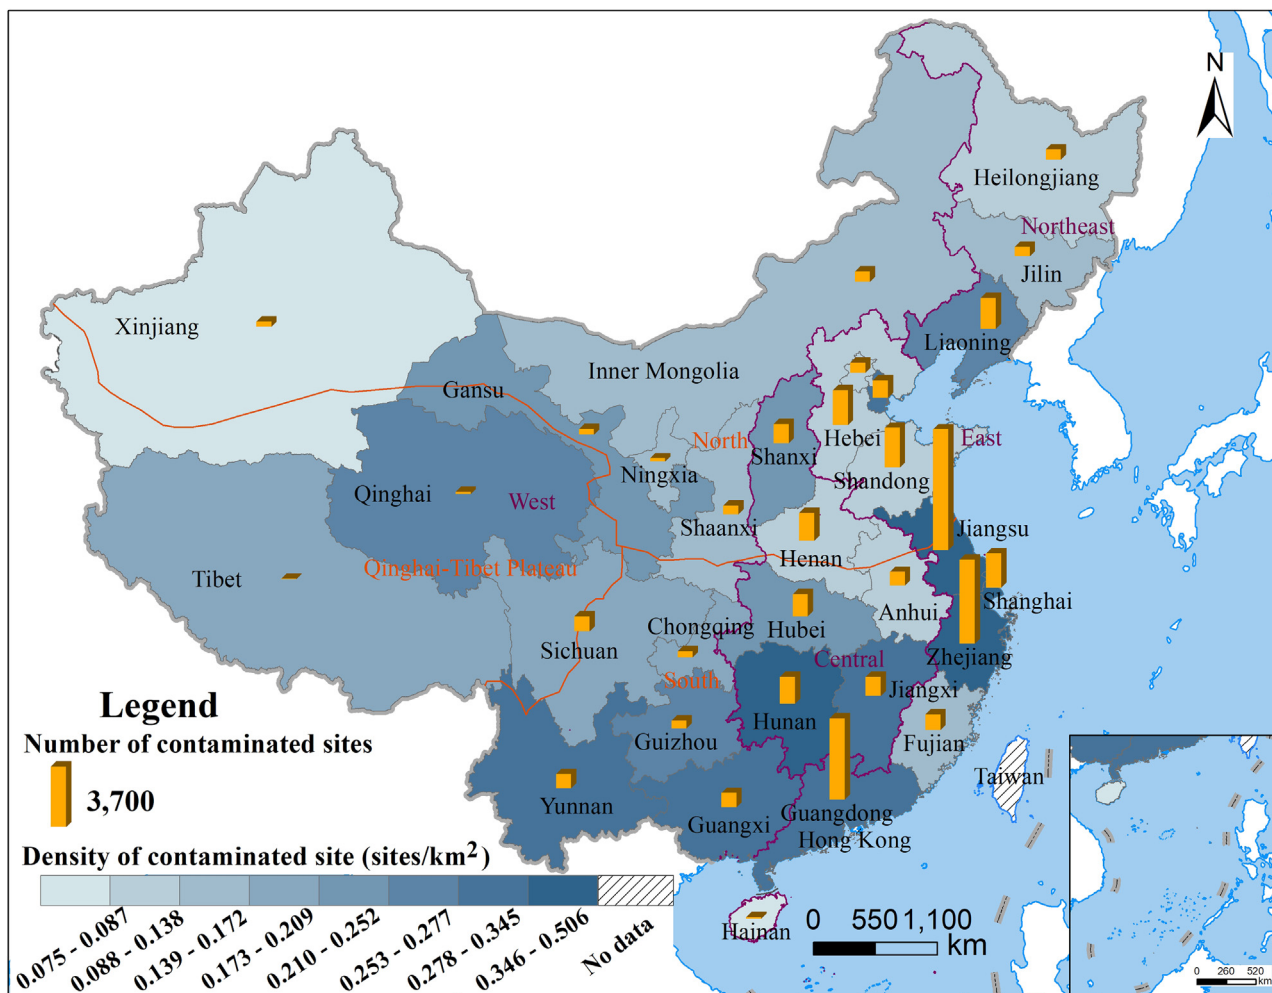 N
Heilongjiang
Northeast
Jilin
Xinjiang
Liaoning
Inner Mongolia
Gansu
North
Hebei
East
Shanxi
Ningxia
Shandong
Qinghai
West
Shaanxi
Jiangsu
Henan
Qinghai-Tibet Plateau
Tibet
Shanghai
Anhui
Chongqing
Hubei
Sichuan
Zhejiang
Central
South
Jiangxi
Legend
Hunan
Number of contaminated sites
Guizhou
Fujian
Taiwan
3,700
Yunnan
Guangxi
Guangdong
Hong Kong
Density of contaminated site (sites/km²)
0.075 - 0.087
0.088 - 0.138
0.139 - 0.172
0.173 - 0.209
0.210 - 0.252
0.253 - 0.277
0.278 - 0.345
0.346 - 0.506
No data
Hainan
0 550 1,100
km
0 260 520
km